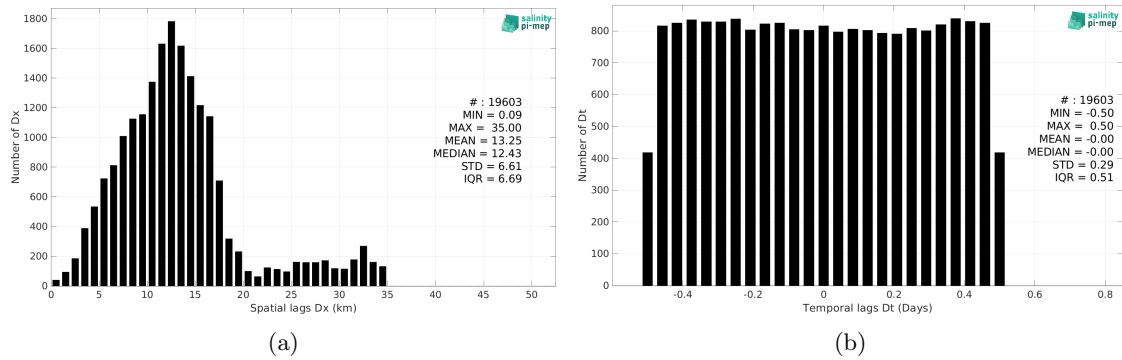 1800
1600
1400
1200
1000
800
600
400
200
0
Number of Dx
0 5 10 15 20 25 30 35 40 45 50
Spatial lags Dx (km)
salinity
pi-mep
# : 19603
MIN = 0.09
MAX = 35.00
MEAN = 13.25
MEDIAN = 12.43
STD = 6.61
IQR = 6.69
(a)
800
700
600
500
400
300
200
100
0
Number of Dt
-0.4 -0.2 0 0.2 0.4 0.6 0.8
Temporal lags Dt (Days)
salinity
pi-mep
# : 19603
MIN = -0.50
MAX = 0.50
MEAN = -0.00
MEDIAN = -0.00
STD = 0.29
IQR = 0.51
(b)